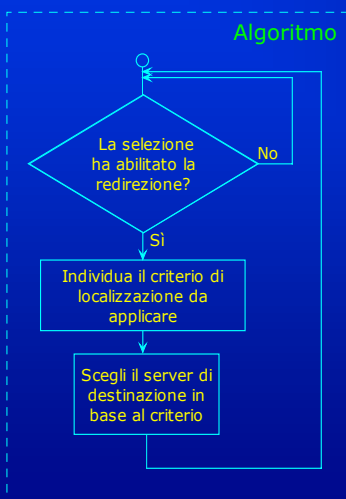 Algoritmo
La selezione
ha abilitato la
redirezione?
No
Sì
Individua il criterio di
localizzazione da
applicare
Scegli il server di
destinazione in
base al criterio